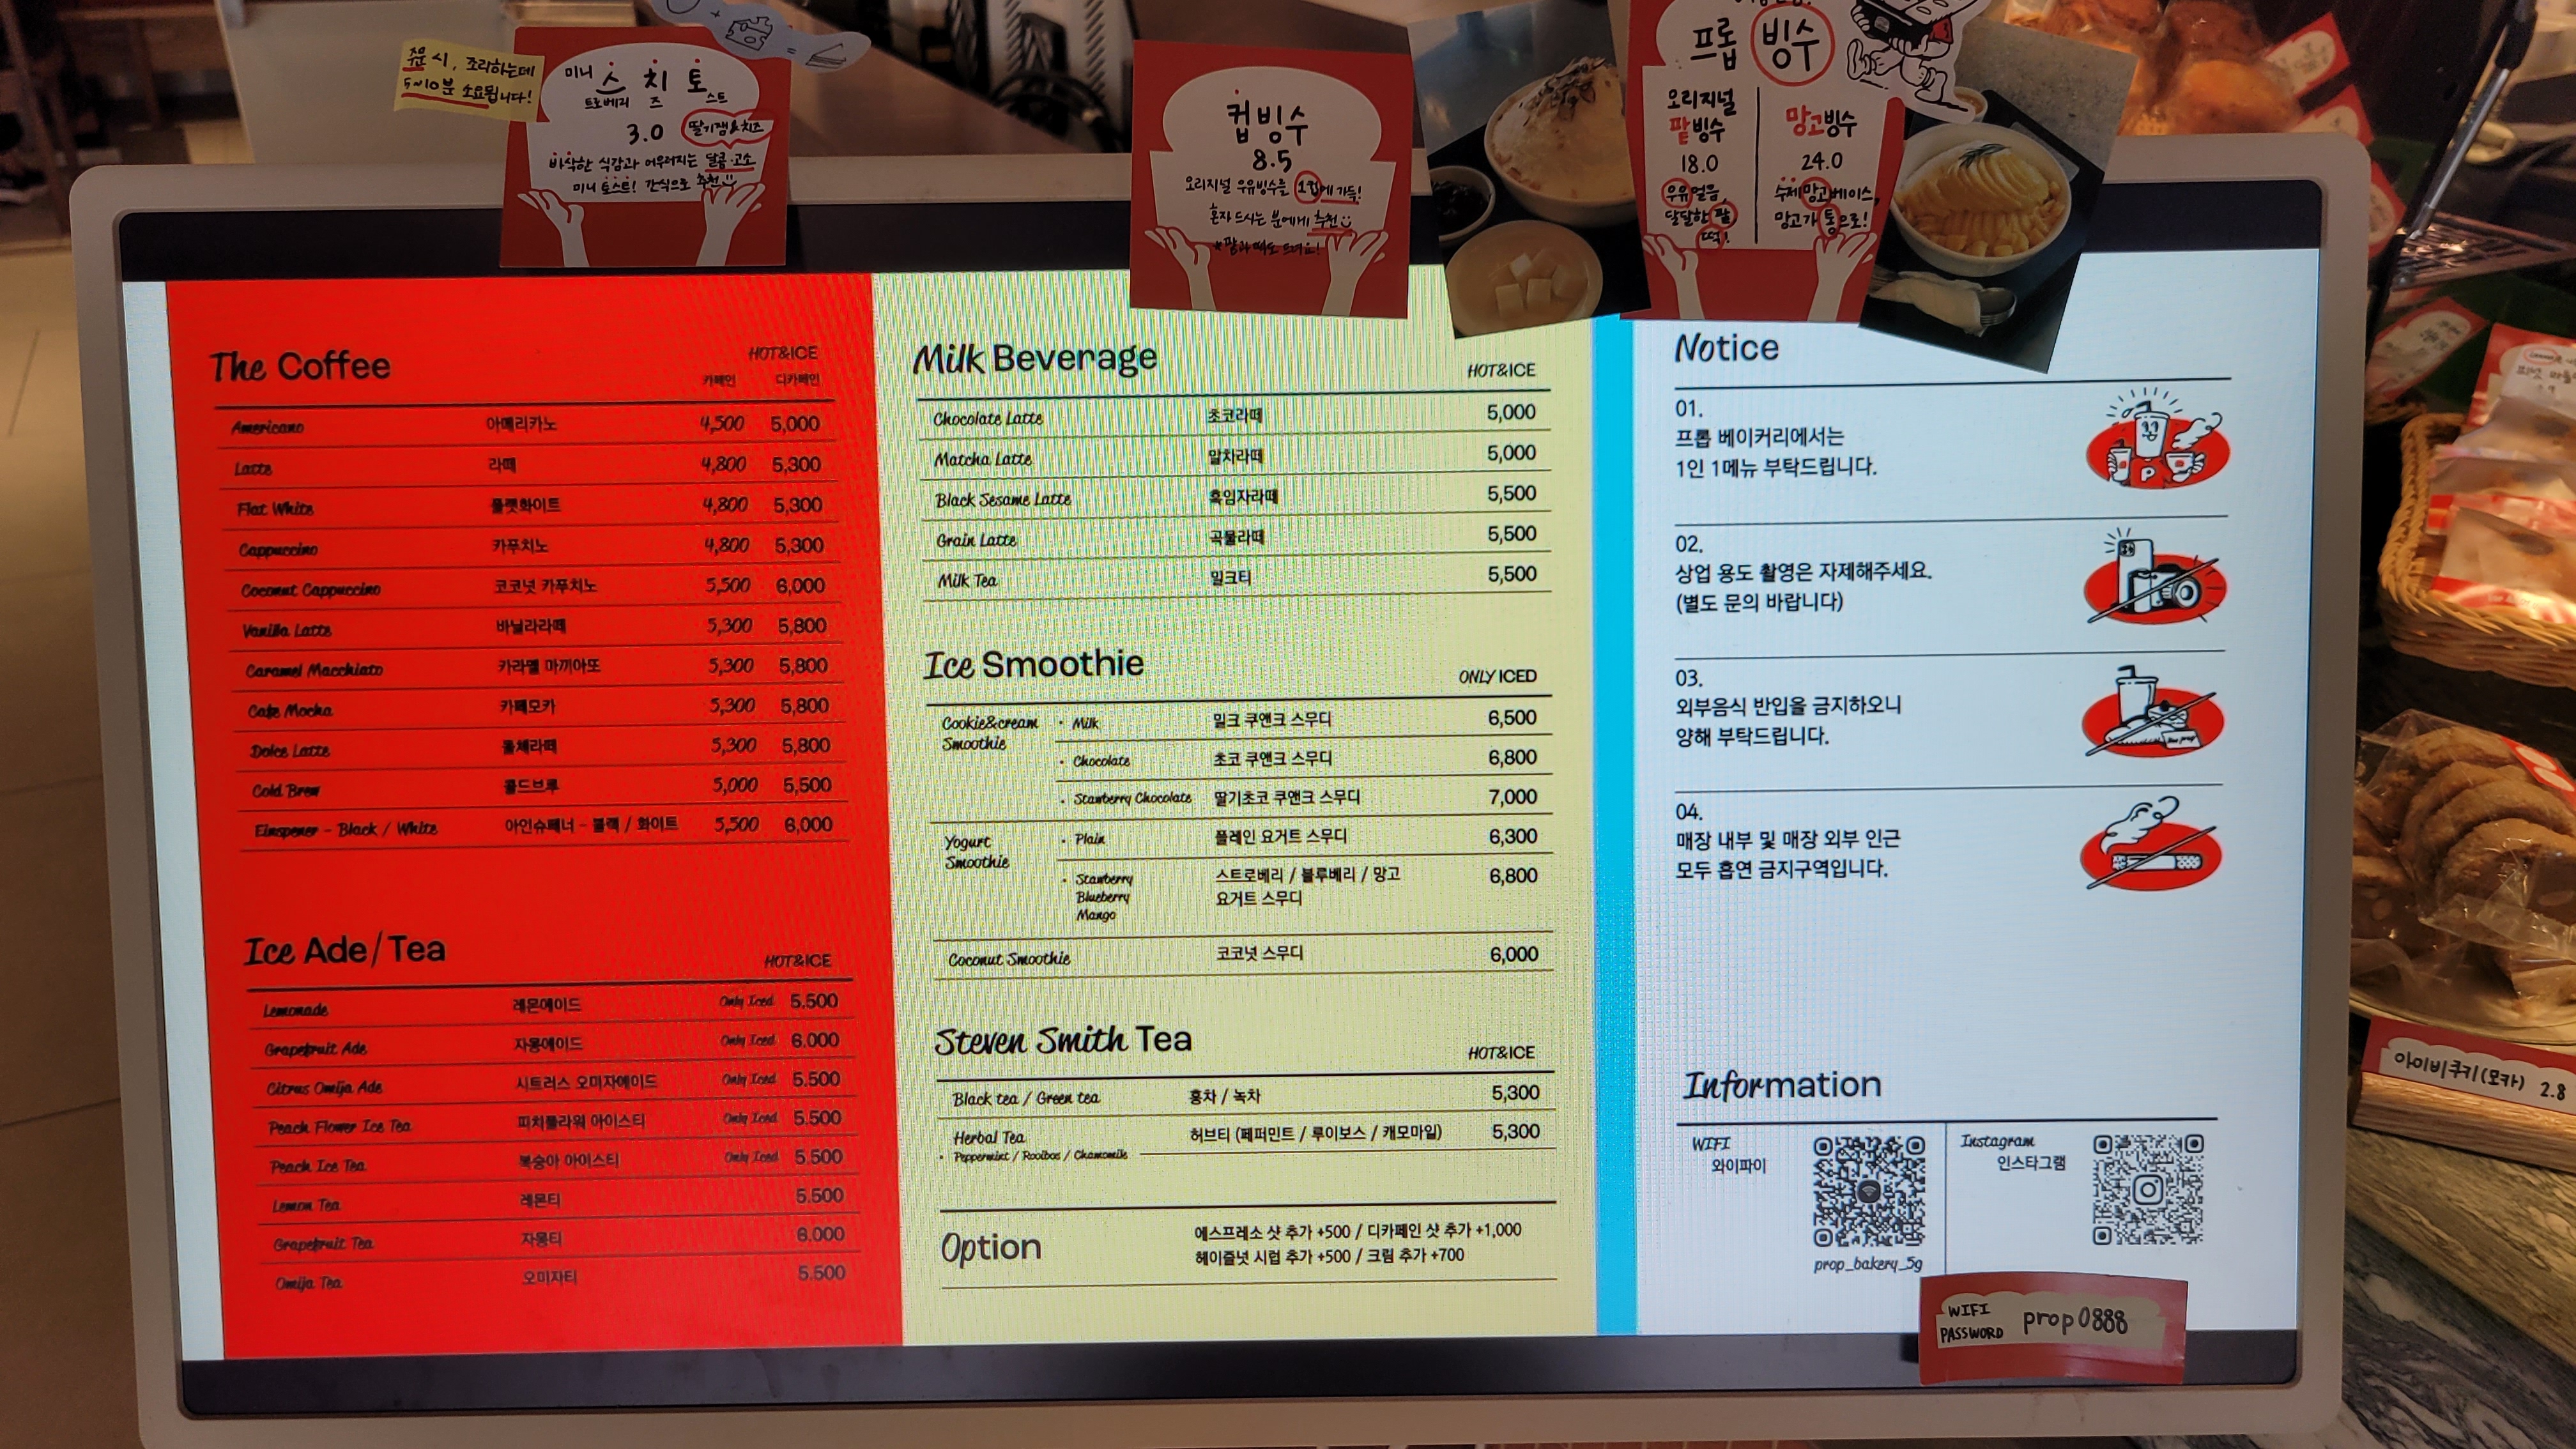 시, 조리하는데
5~10분 소요됩니다!
미니 스 치 토
트로베리 즈 스트
3.0 딸기잼&치즈
바삭한 식감과 어우러지는 달콤·고소
미니 토스트! 간식으로 추천
컵빙수
8.5
오리지널 우유빙수를 1컵에 가득!
혼자 드시는 분에게 추천
*팥과 떡도 드려요!
프롭 빙수
오리지널
팥빙수
18.0
우유얼음,
달달한 팥
떡!
망고빙수
24.0
수제망고베이스,
망고가 통으로!
The Coffee
HOT&ICE
카페인 디카페인
Americano 아메리카노 4,500 5,000
Latte 라떼 4,800 5,300
Flat White 플랫화이트 4,800 5,300
Cappuccino 카푸치노 4,800 5,300
Coconut Cappuccino 코코넛 카푸치노 5,500 6,000
Vanilla Latte 바닐라라떼 5,300 5,800
Caramel Macchiato 카라멜 마끼아또 5,300 5,800
Cafe Mocha 카페모카 5,300 5,800
Dolce Latte 돌체라떼 5,300 5,800
Cold Brew 콜드브루 5,000 5,500
Einspener - Black / White 아인슈페너 - 블랙 / 화이트 5,500 6,000
Ice Ade/Tea
HOT&ICE
Lemonade 레몬에이드 Only Iced 5.500
Grapefruit Ade 자몽에이드 Only Iced 6.000
Citrus Omija Ade 시트러스 오미자에이드 Only Iced 5.500
Peach Flower Ice Tea 피치플라워 아이스티 Only Iced 5.500
Peach Ice Tea 복숭아 아이스티 Only Iced 5.500
Lemon Tea 레몬티 5.500
Grapefruit Tea 자몽티 6.000
Omija Tea 오미자티 5.500
Milk Beverage
HOT&ICE
Chocolate Latte 초코라떼 5,000
Matcha Latte 말차라떼 5,000
Black Sesame Latte 흑임자라떼 5,500
Grain Latte 곡물라떼 5,500
Milk Tea 밀크티 5,500
Ice Smoothie
ONLY ICED
Cookie&cream
Smoothie
• Milk 밀크 쿠앤크 스무디 6,500
• Chocolate 초코 쿠앤크 스무디 6,800
• Starwberry Chocolate 딸기초코 쿠앤크 스무디 7,000
Yogurt
Smoothie
• Plain 플레인 요거트 스무디 6,300
• Starwberry
Blueberry
Mango
스트로베리 / 블루베리 / 망고
요거트 스무디
6,800
Coconut Smoothie 코코넛 스무디 6,000
Steven Smith Tea
HOT&ICE
Black tea / Green tea 홍차 / 녹차 5,300
Herbal Tea 허브티 (페퍼민트 / 루이보스 / 캐모마일) 5,300
• Peppermint / Rooibos / Chamomile
Option
에스프레소 샷 추가 +500 / 디카페인 샷 추가 +1,000
헤이즐넛 시럽 추가 +500 / 크림 추가 +700
Notice
01.
프롭 베이커리에서는
1인 1메뉴 부탁드립니다.
02.
상업 용도 촬영은 자제해주세요.
(별도 문의 바랍니다)
03.
외부음식 반입을 금지하오니
양해 부탁드립니다.
04.
매장 내부 및 매장 외부 인근
모두 흡연 금지구역입니다.
Information
WIFI
와이파이
prop_bakery_5g
Instagram
인스타그램
WIFI
PASSWORD
prop0888
아미비쿠키(모카) 2.8